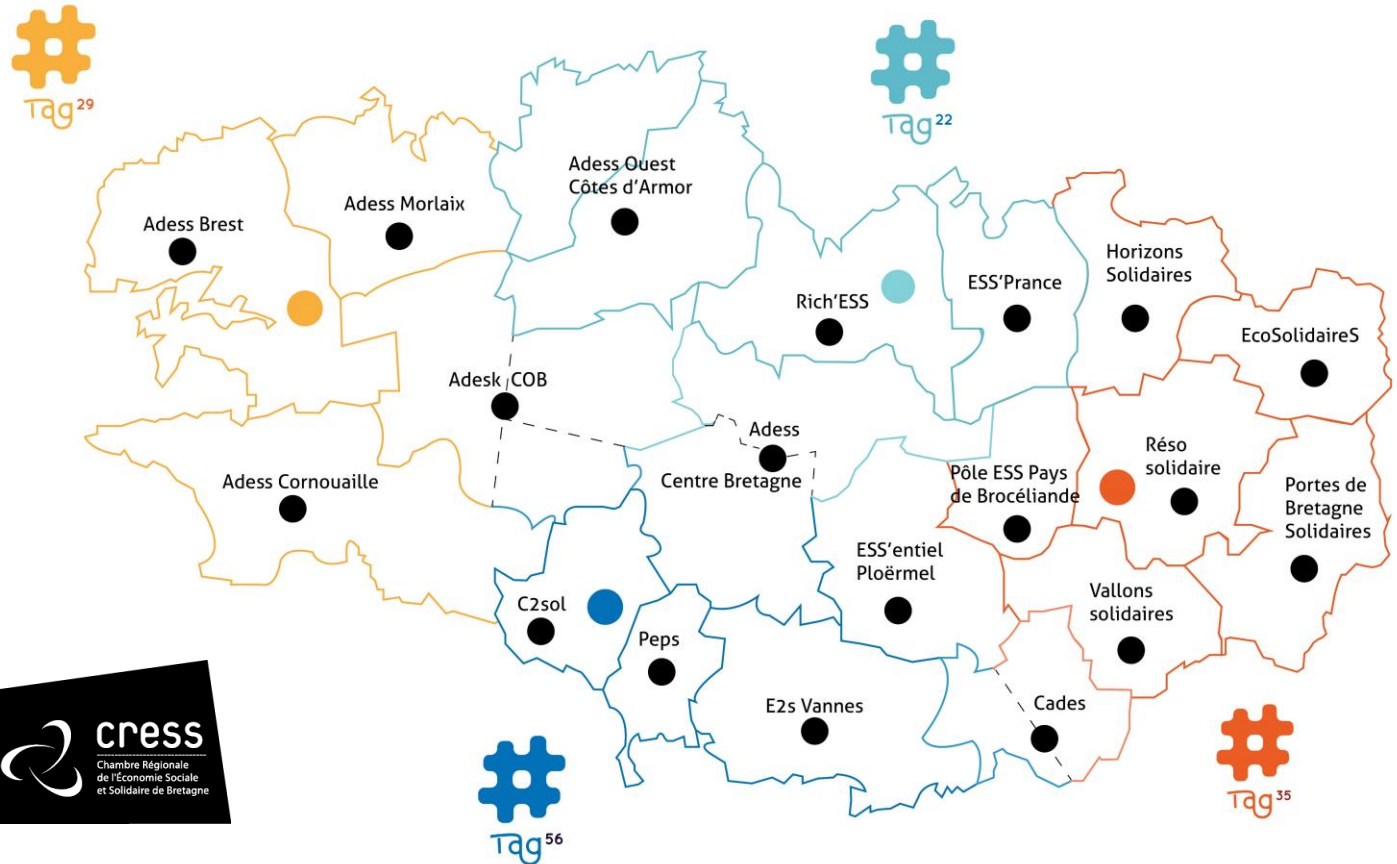 Tag29
Tag22
Adess Brest
Adess Morlaix
Adess Ouest
Côtes d'Armor
Rich'ESS
ESS'Prance
Horizons
Solidaires
EcoSolidaireS
Adesk COB
Adess
Centre Bretagne
Adess Cornouaille
Pôle ESS Pays
de Brocéliande
Réso
solidaire
Portes de
Bretagne
Solidaires
ESS'entiel
Ploërmel
Vallons
solidaires
C2sol
Peps
E2s Vannes
Cades
cress
Chambre Régionale
de l'Économie Sociale
et Solidaire de Bretagne
Tag56
Tag35